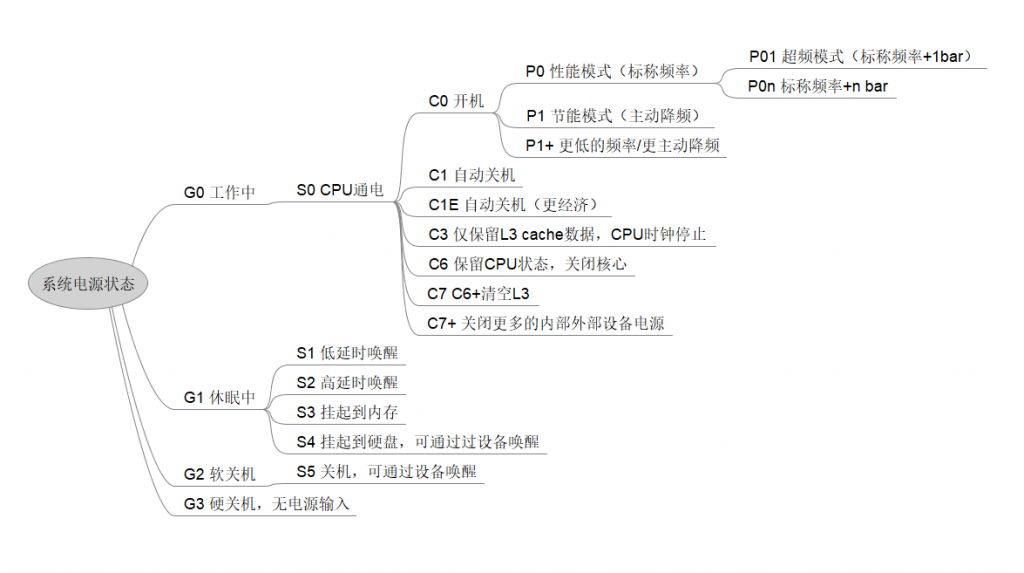 系统电源状态
G0 工作中
S0 CPU通电
C0 开机
P0 性能模式（标称频率）
P01 超频模式（标称频率+1bar）
P0n 标称频率+n bar
P1 节能模式（主动降频）
P1+ 更低的频率/更主动降频
C1 自动关机
C1E 自动关机（更经济）
C3 仅保留L3 cache数据，CPU时钟停止
C6 保留CPU状态，关闭核心
C7 C6+清空L3
C7+ 关闭更多的内部外部设备电源
G1 休眠中
S1 低延时唤醒
S2 高延时唤醒
S3 挂起到内存
S4 挂起到硬盘，可通过过设备唤醒
G2 软关机
S5 关机，可通过设备唤醒
G3 硬关机，无电源输入